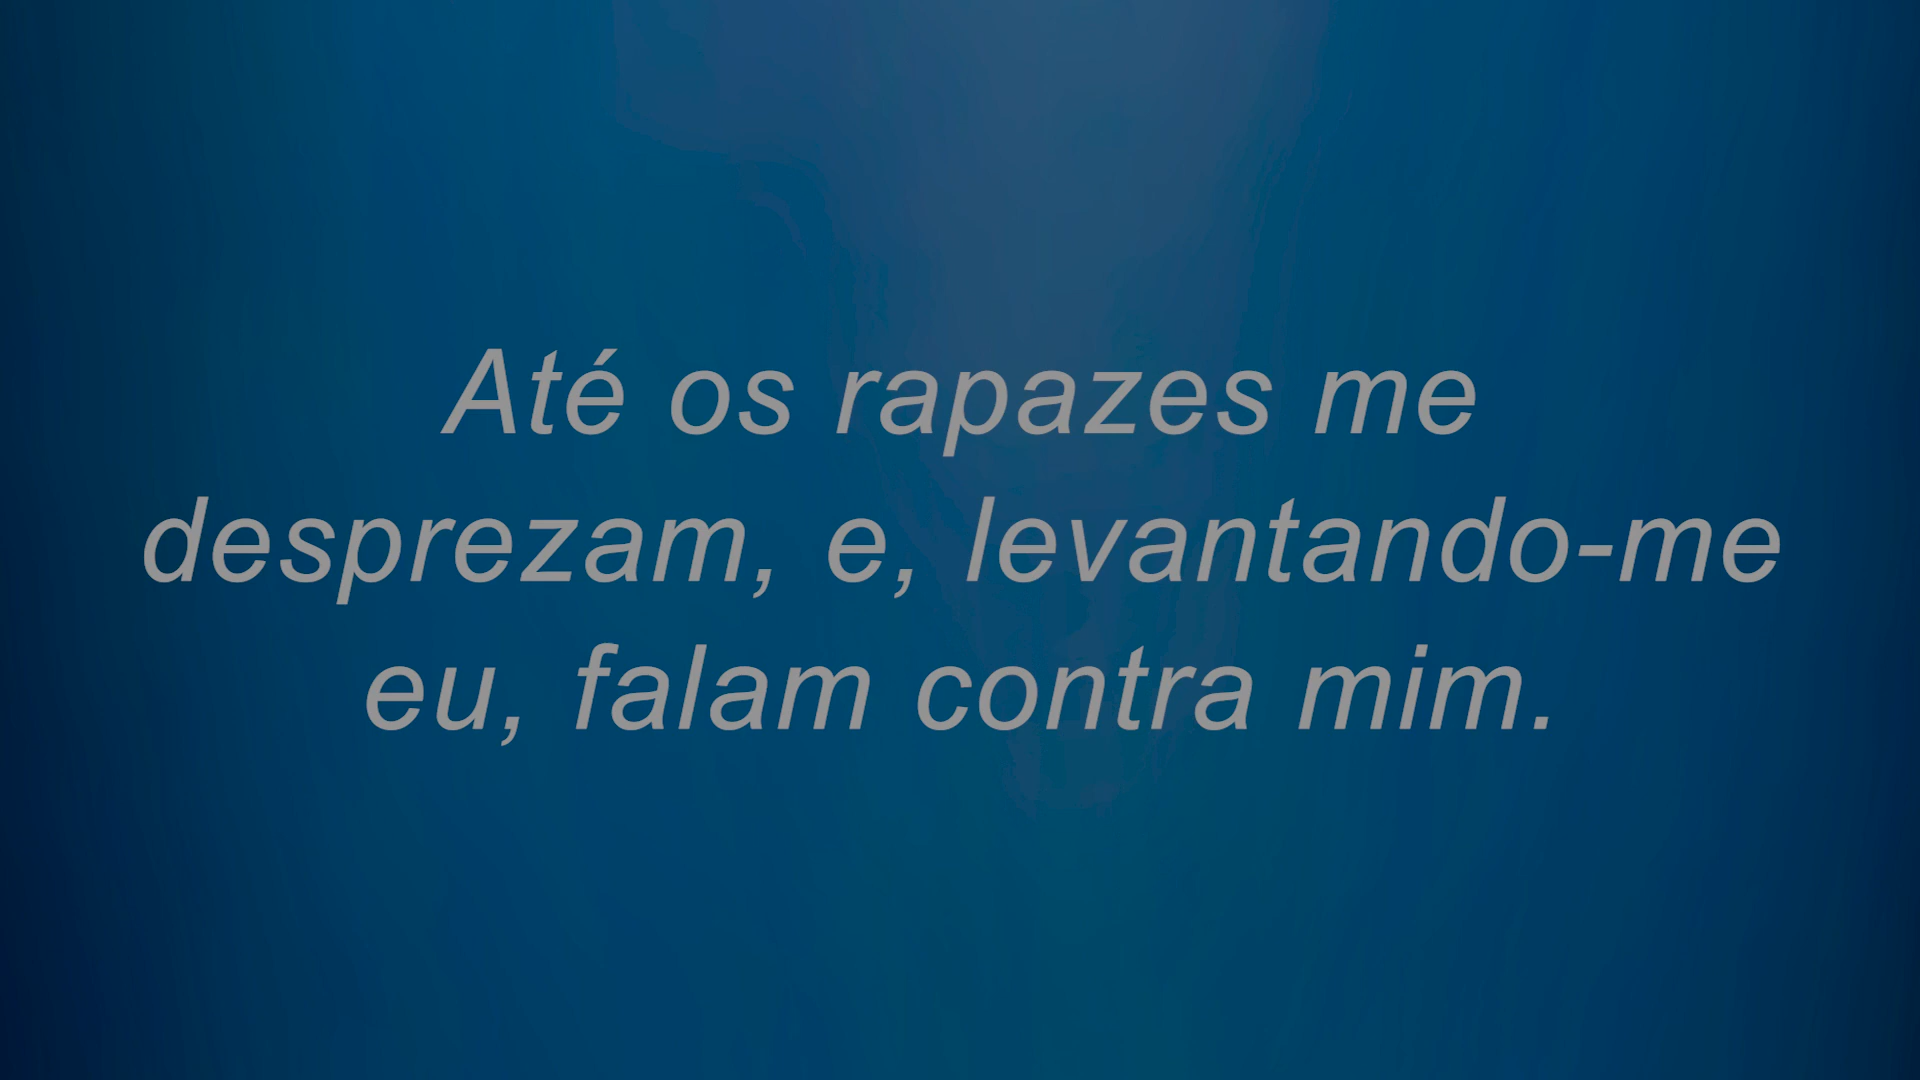 Até os rapazes me
desprezam, e, levantando-me
eu, falam contra mim.